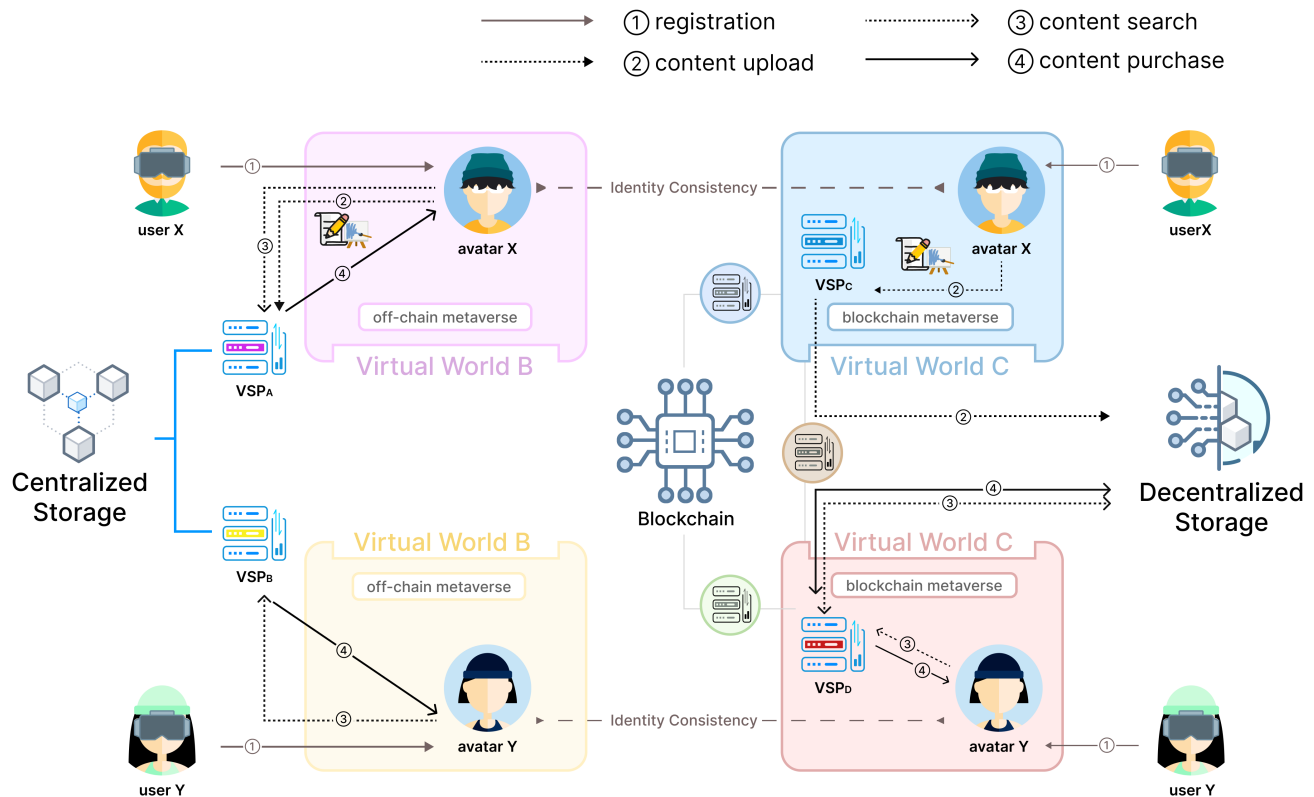 ① registration
③ content search
② content upload
④ content purchase
①
Identity Consistency
①
②
user X
③
avatar X
userX
avatar X
④
VSPC
②
off-chain metaverse
blockchain metaverse
Virtual World B
Virtual World C
VSPA
②
Centralized
Storage
④
③
Decentralized
Storage
Blockchain
Virtual World B
Virtual World C
VSPB
off-chain metaverse
blockchain metaverse
④
③
④
VSPD
③
Identity Consistency
①
avatar Y
avatar Y
①
user Y
user Y